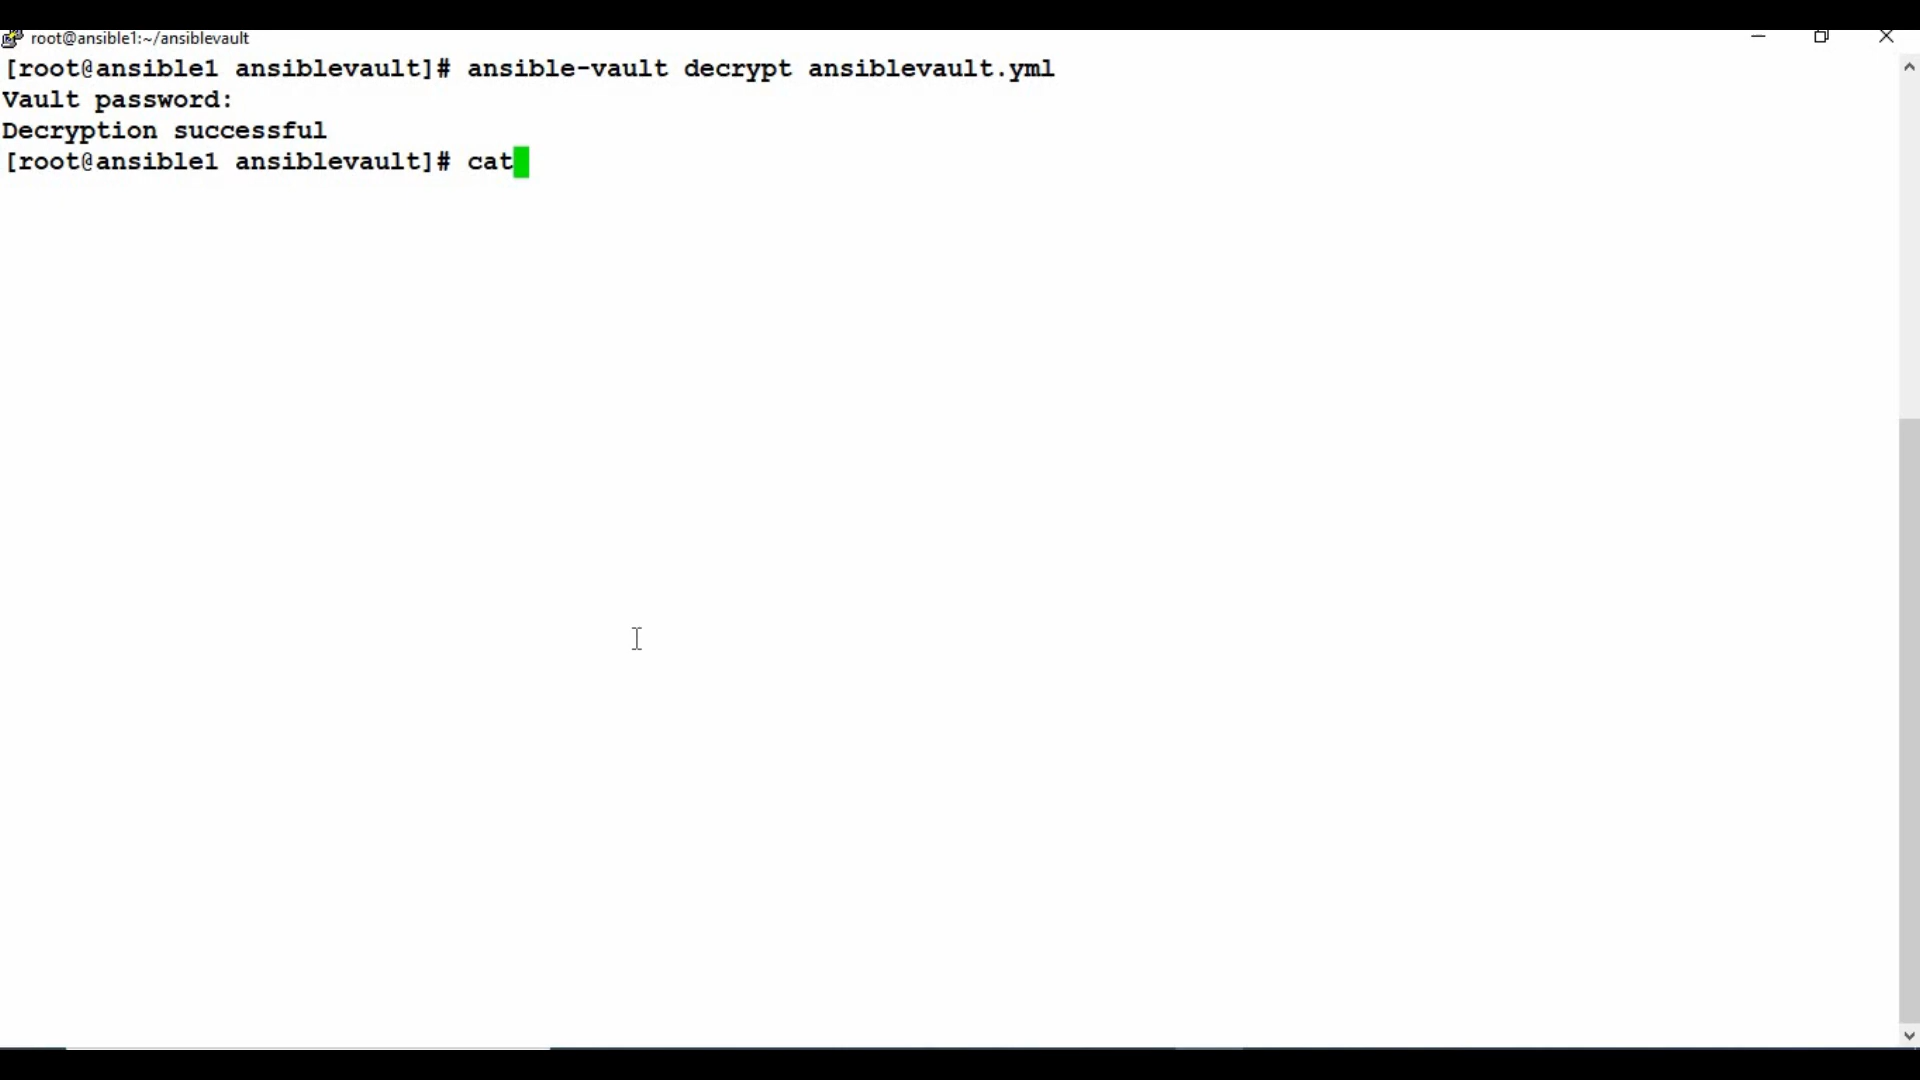 root@ansible1:~/ansiblevault
[root@ansible1 ansiblevault]# ansible-vault decrypt ansiblevault.yml
Vault password:
Decryption successful
[root@ansible1 ansiblevault]# cat